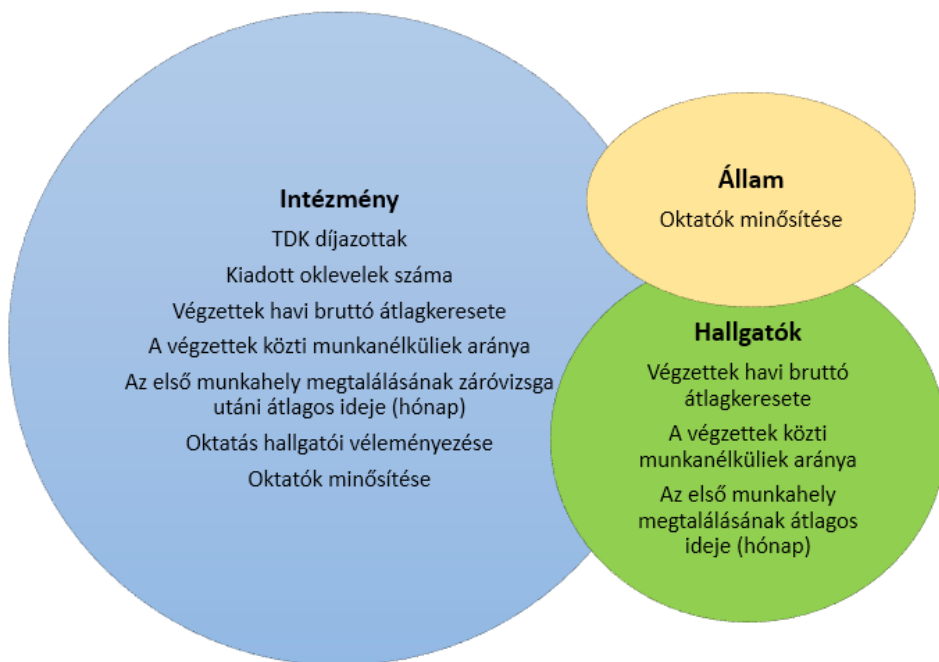 Intézmény
TDK díjazottak
Kiadott oklevelek száma
Végzettek havi bruttó átlagkeresete
A végzettek közti munkanélküliek aránya
Az első munkahely megtalálásának záróvizsga
utáni átlagos ideje (hónap)
Oktatás hallgatói véleményezése
Oktatók minősítése
Állam
Oktatók minősítése
Hallgatók
Végzettek havi bruttó
átlagkeresete
A végzettek közti
munkanélküliek aránya
Az első munkahely
megtalálásának átlagos
ideje (hónap)